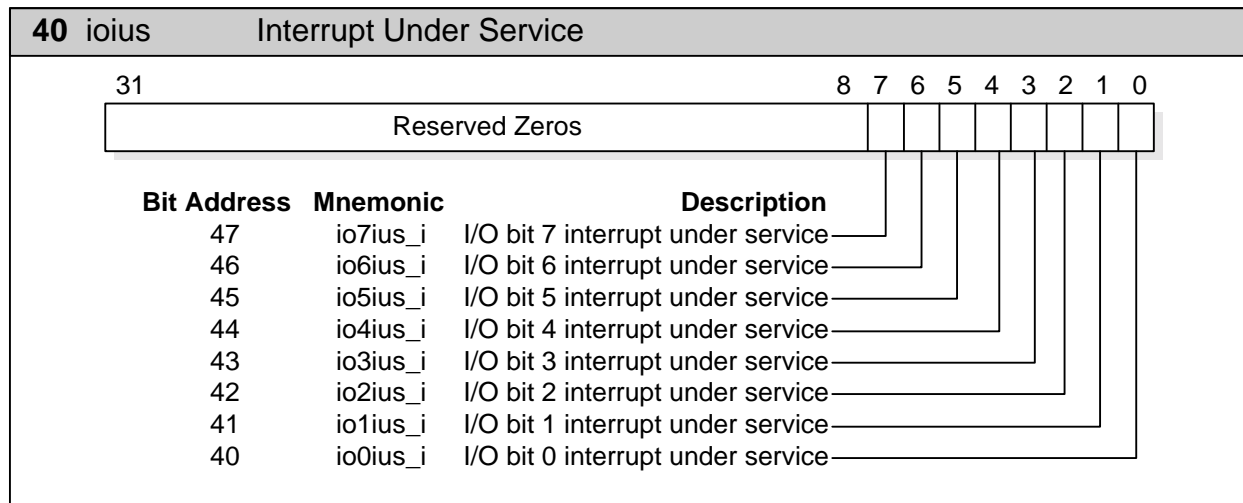 40 ioius Interrupt Under Service
31 8 7 6 5 4 3 2 1 0
Reserved Zeros
Bit Address Mnemonic Description
47 io7ius_i I/O bit 7 interrupt under service
46 io6ius_i I/O bit 6 interrupt under service
45 io5ius_i I/O bit 5 interrupt under service
44 io4ius_i I/O bit 4 interrupt under service
43 io3ius_i I/O bit 3 interrupt under service
42 io2ius_i I/O bit 2 interrupt under service
41 io1ius_i I/O bit 1 interrupt under service
40 io0ius_i I/O bit 0 interrupt under service